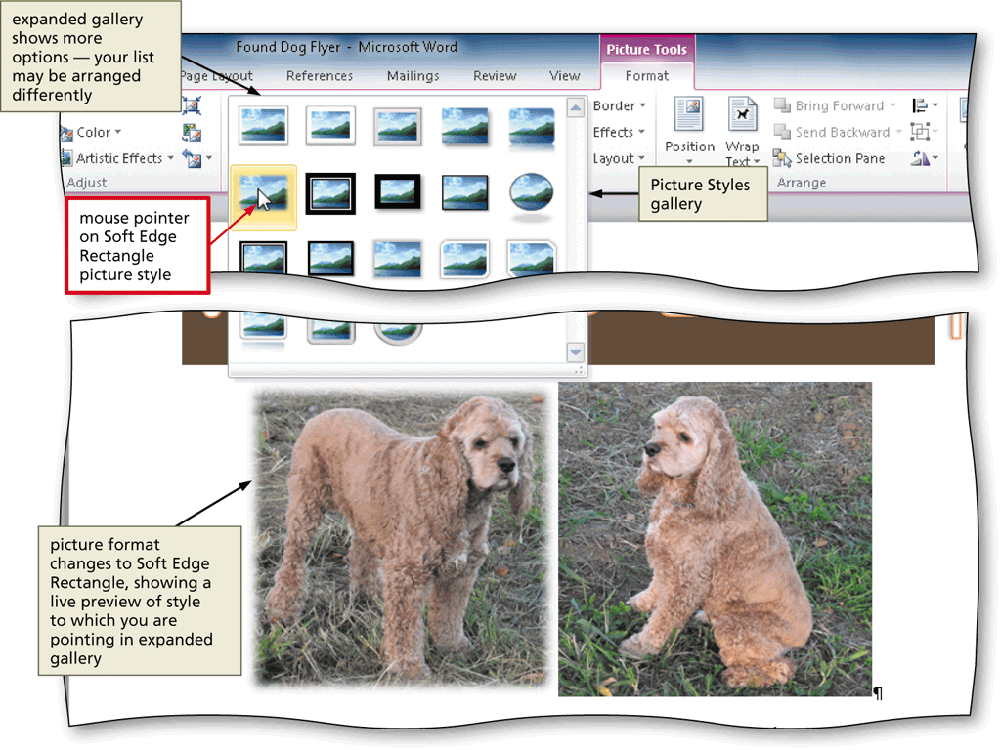 expanded gallery
shows more
options — your list
may be arranged
differently
Found Dog Flyer - Microsoft Word
Picture Tools
Page Layout References Mailings Review View Format
Color
Artistic Effects
Adjust
Border
Effects
Layout
Position
Wrap
Text
Bring Forward
Send Backward
Selection Pane
Arrange
Picture Styles
gallery
mouse pointer
on Soft Edge
Rectangle
picture style
picture format
changes to Soft Edge
Rectangle, showing a
live preview of style
to which you are
pointing in expanded
gallery
¶